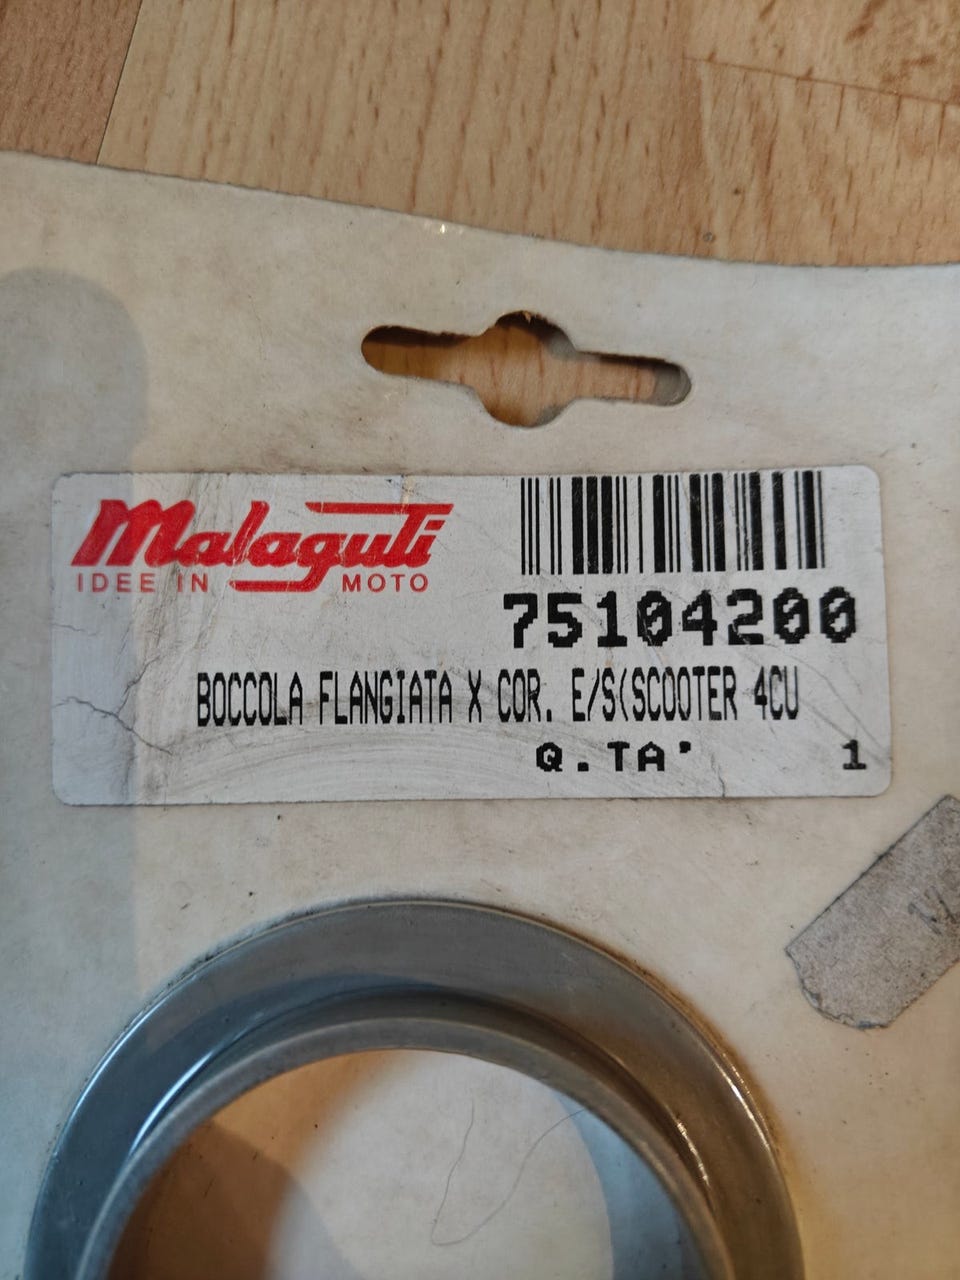 Malaguti
IDEE IN MOTO
75104200
BOCCOLA FLANGIATA X COR. E/S(SCOOTER 4CU
Q.TA' 1